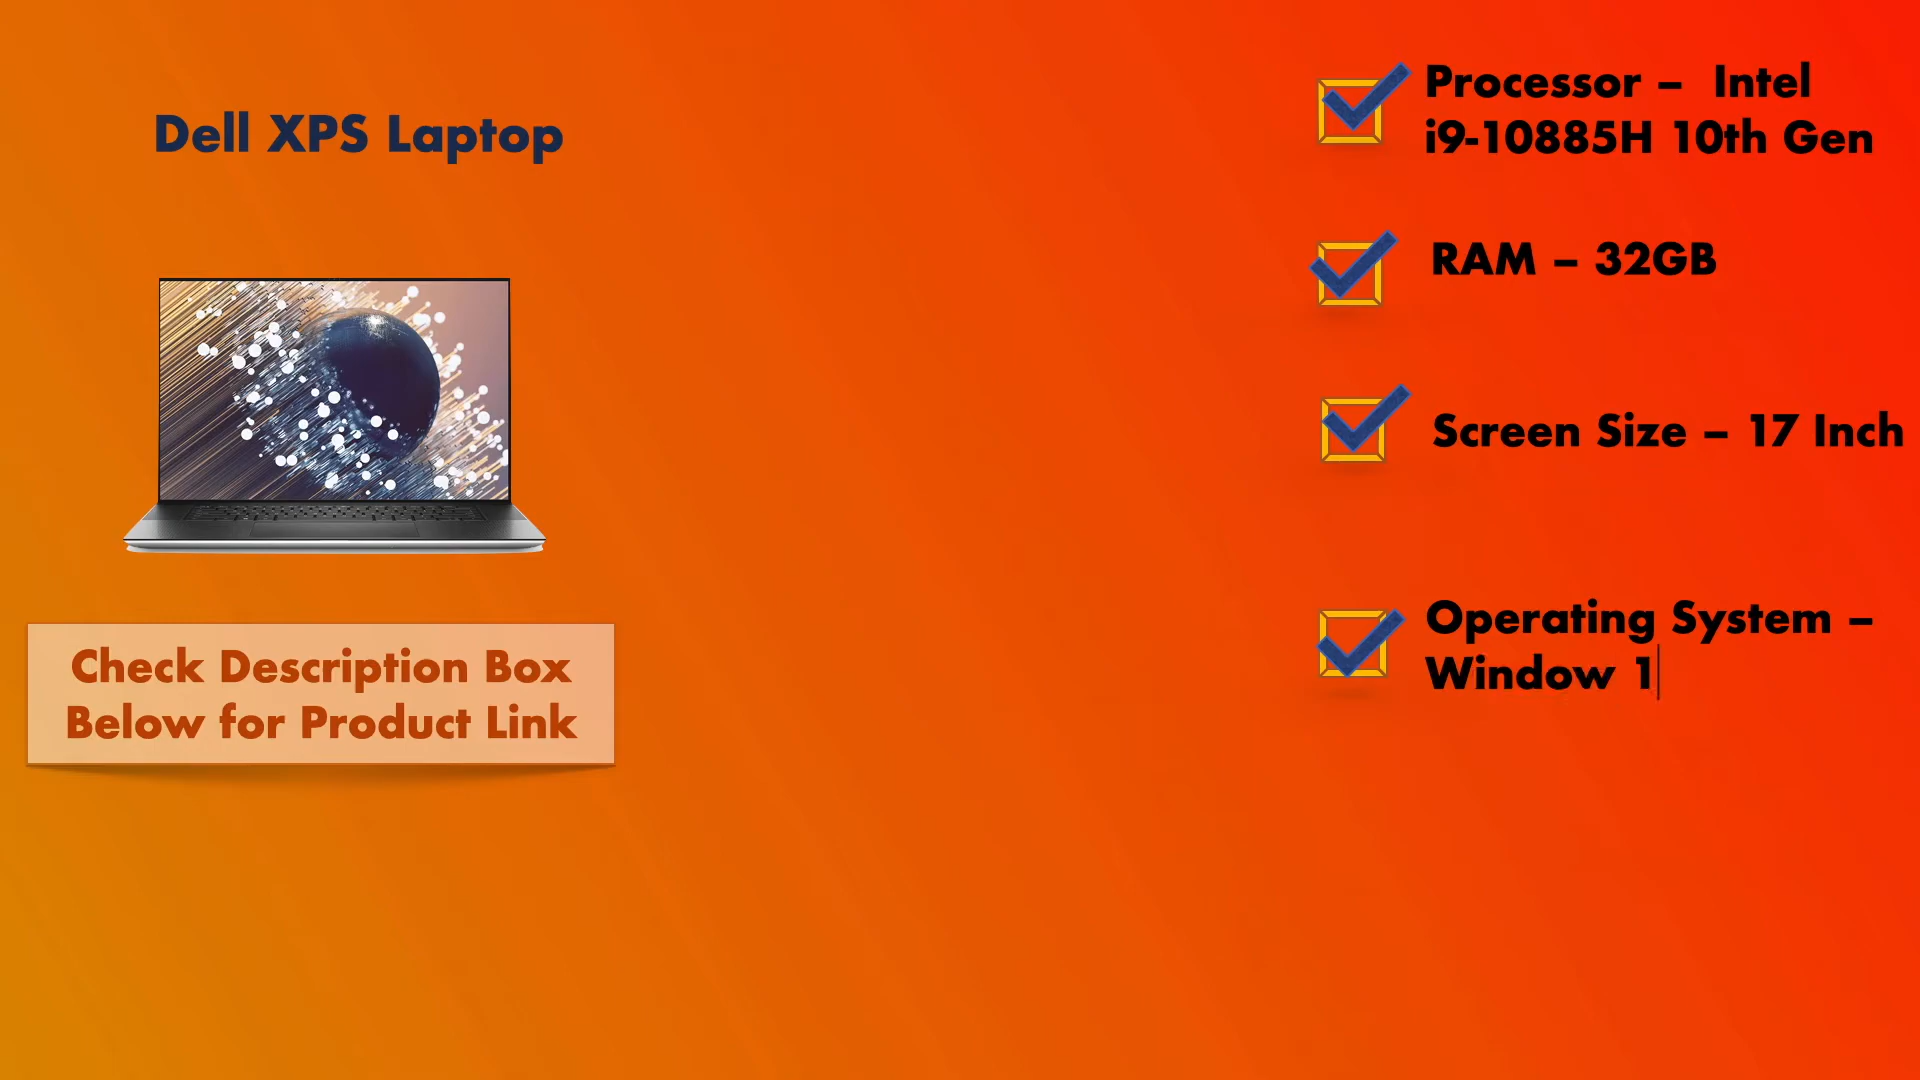 Dell XPS Laptop
Check Description Box
Below for Product Link
Processor – Intel
i9-10885H 10th Gen
RAM – 32GB
Screen Size – 17 Inch
Operating System –
Window 1